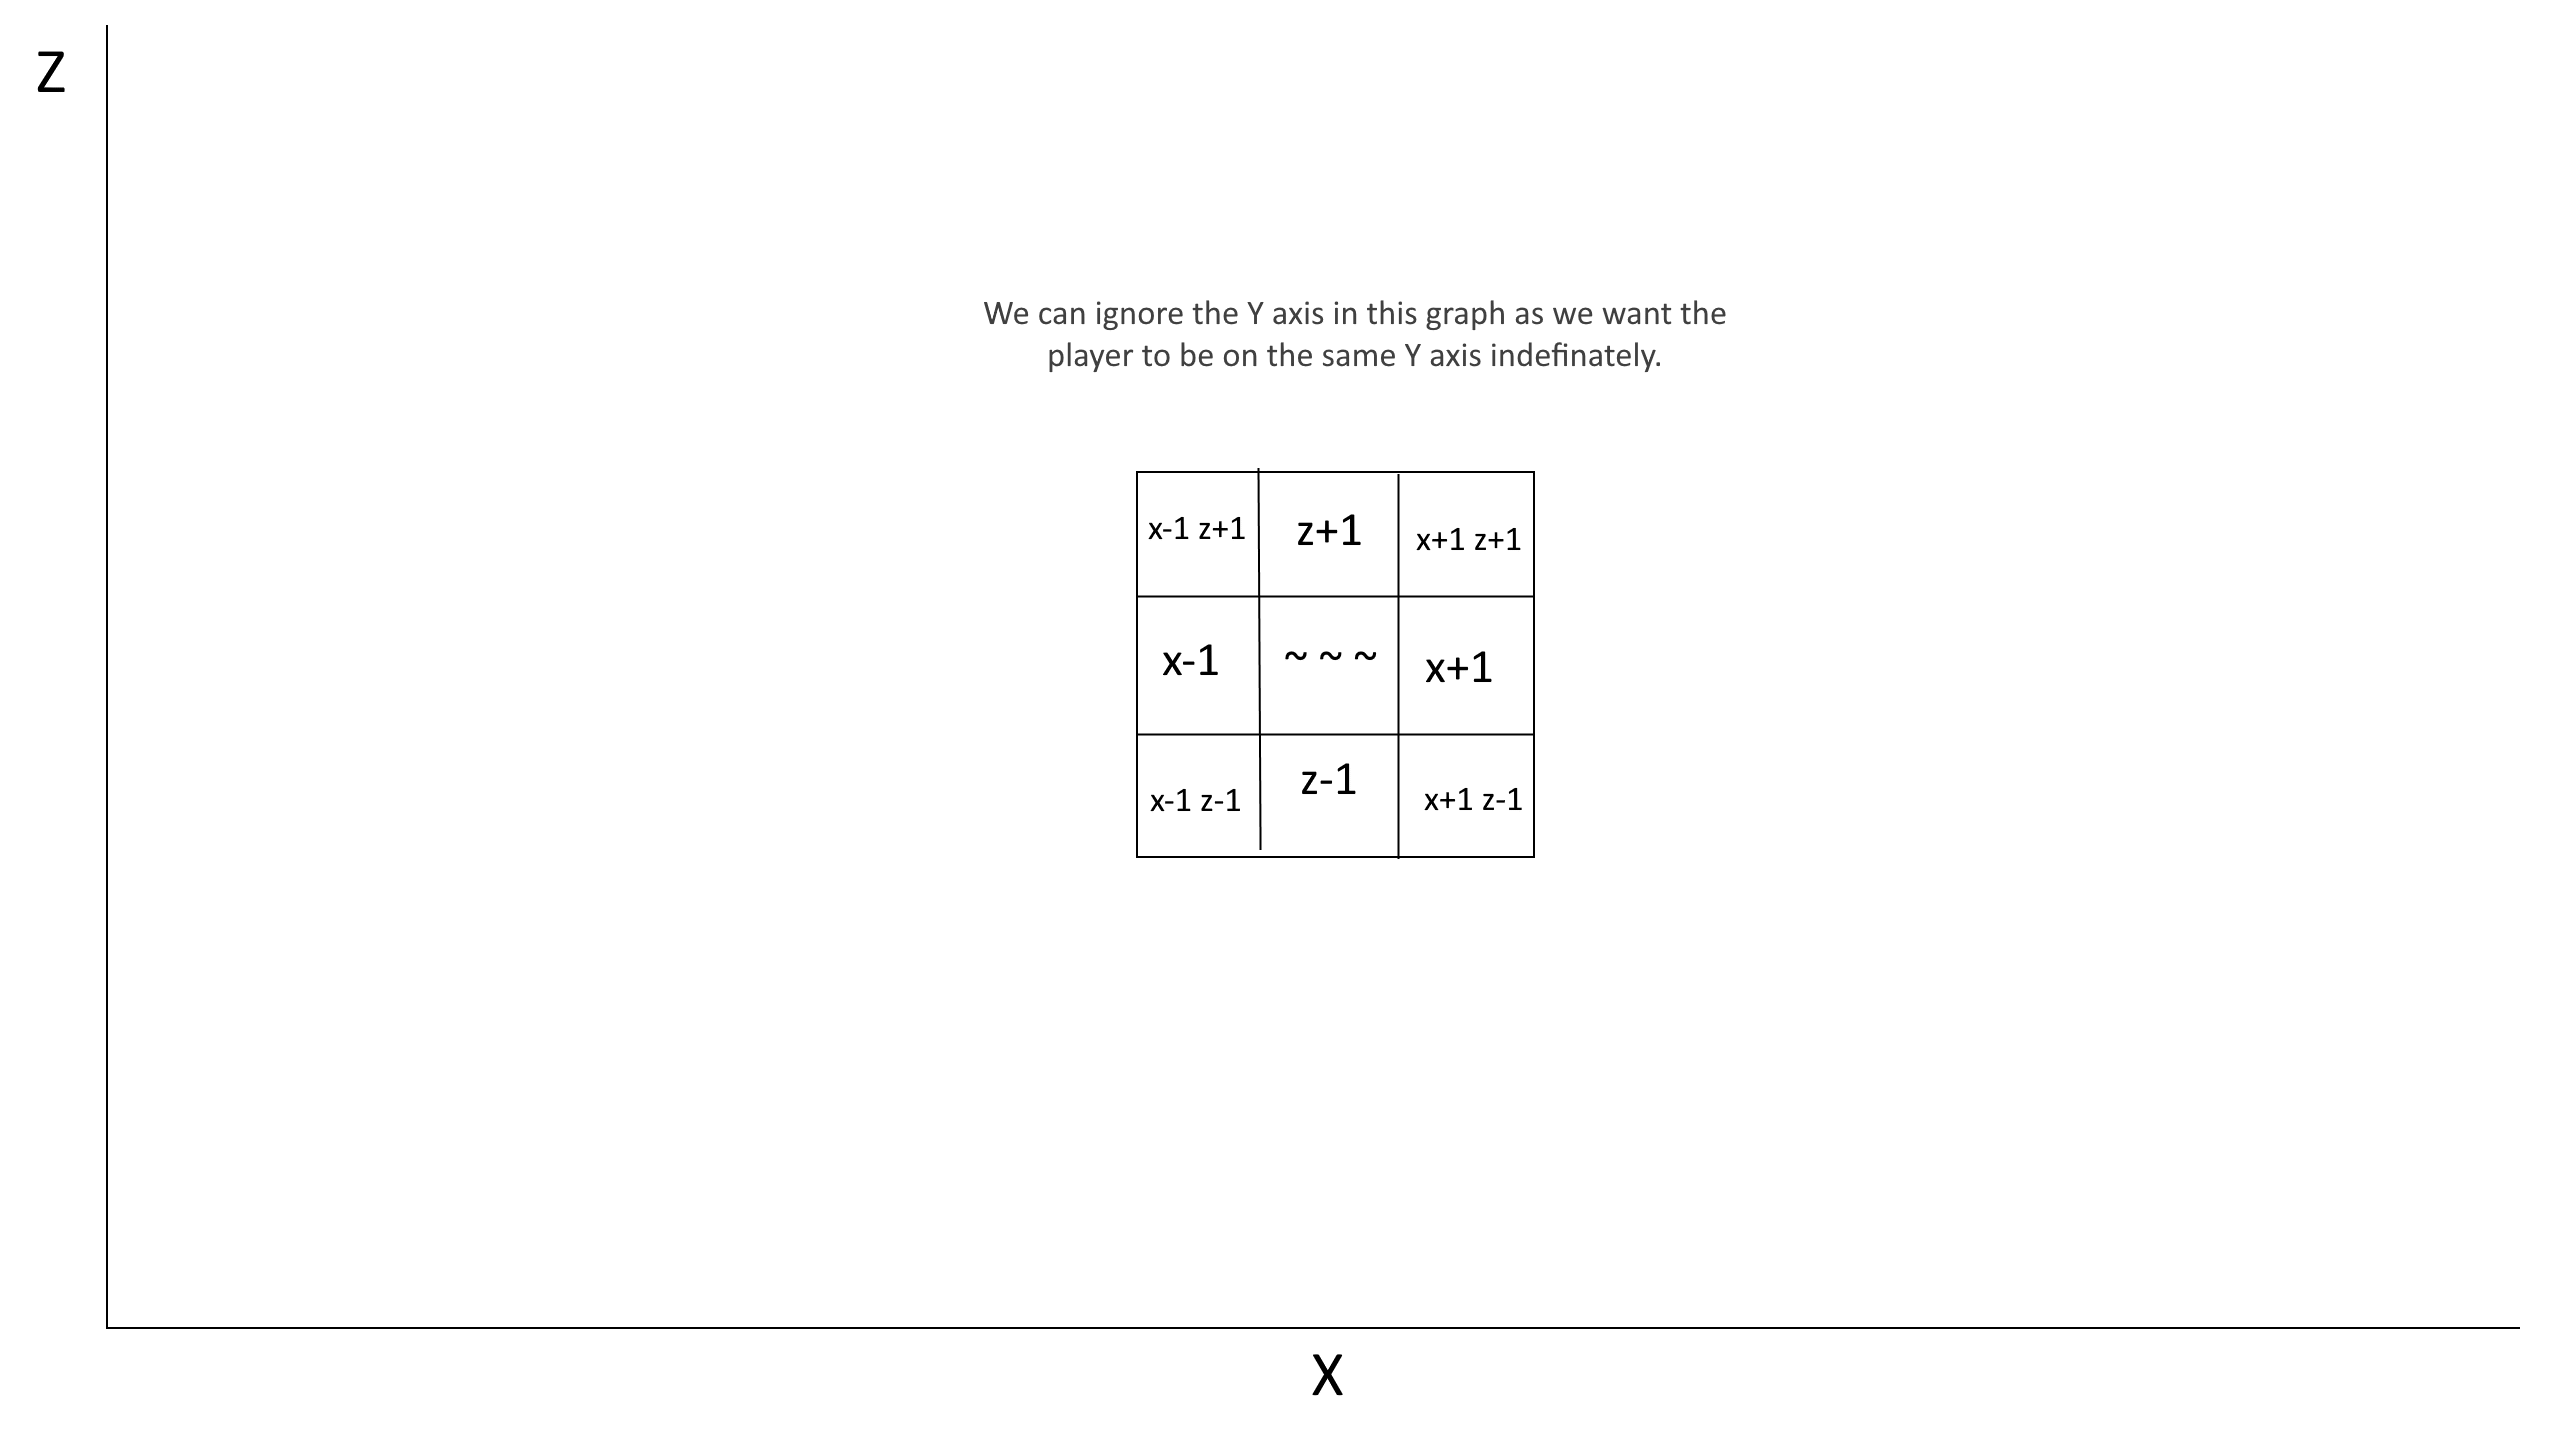 Z
We can ignore the Y axis in this graph as we want the
player to be on the same Y axis indefinately.
x-1 z+1
z+1
x+1 z+1
x-1
~ ~ ~
x+1
x-1 z-1
z-1
x+1 z-1
X